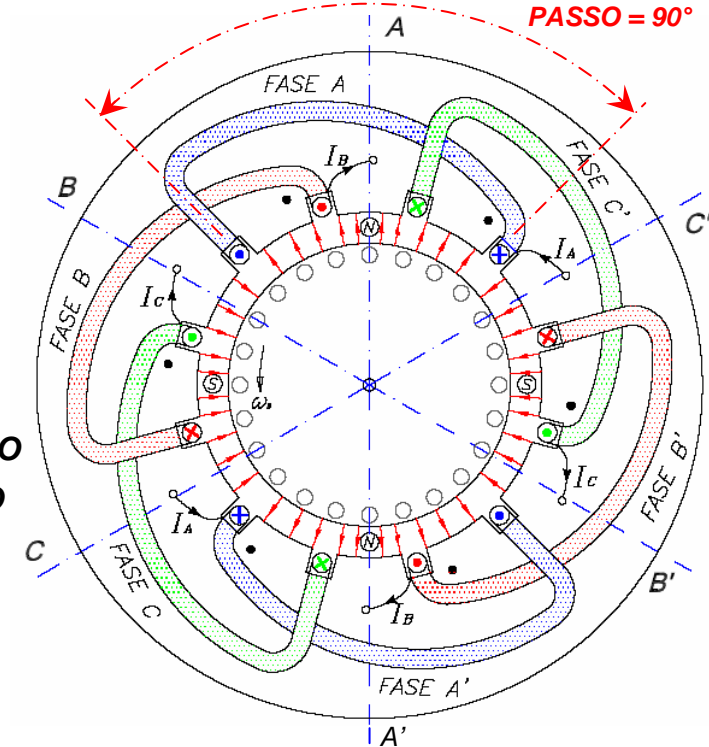 PASSO = 90°
A
FASE A
I_B
FASE C'
B
C'
N
I_A
FASE B
I_C
S
S
ω_s
O
O
I_A
I_C
FASE B'
C
N
B'
FASE C
I_B
FASE A'
A'